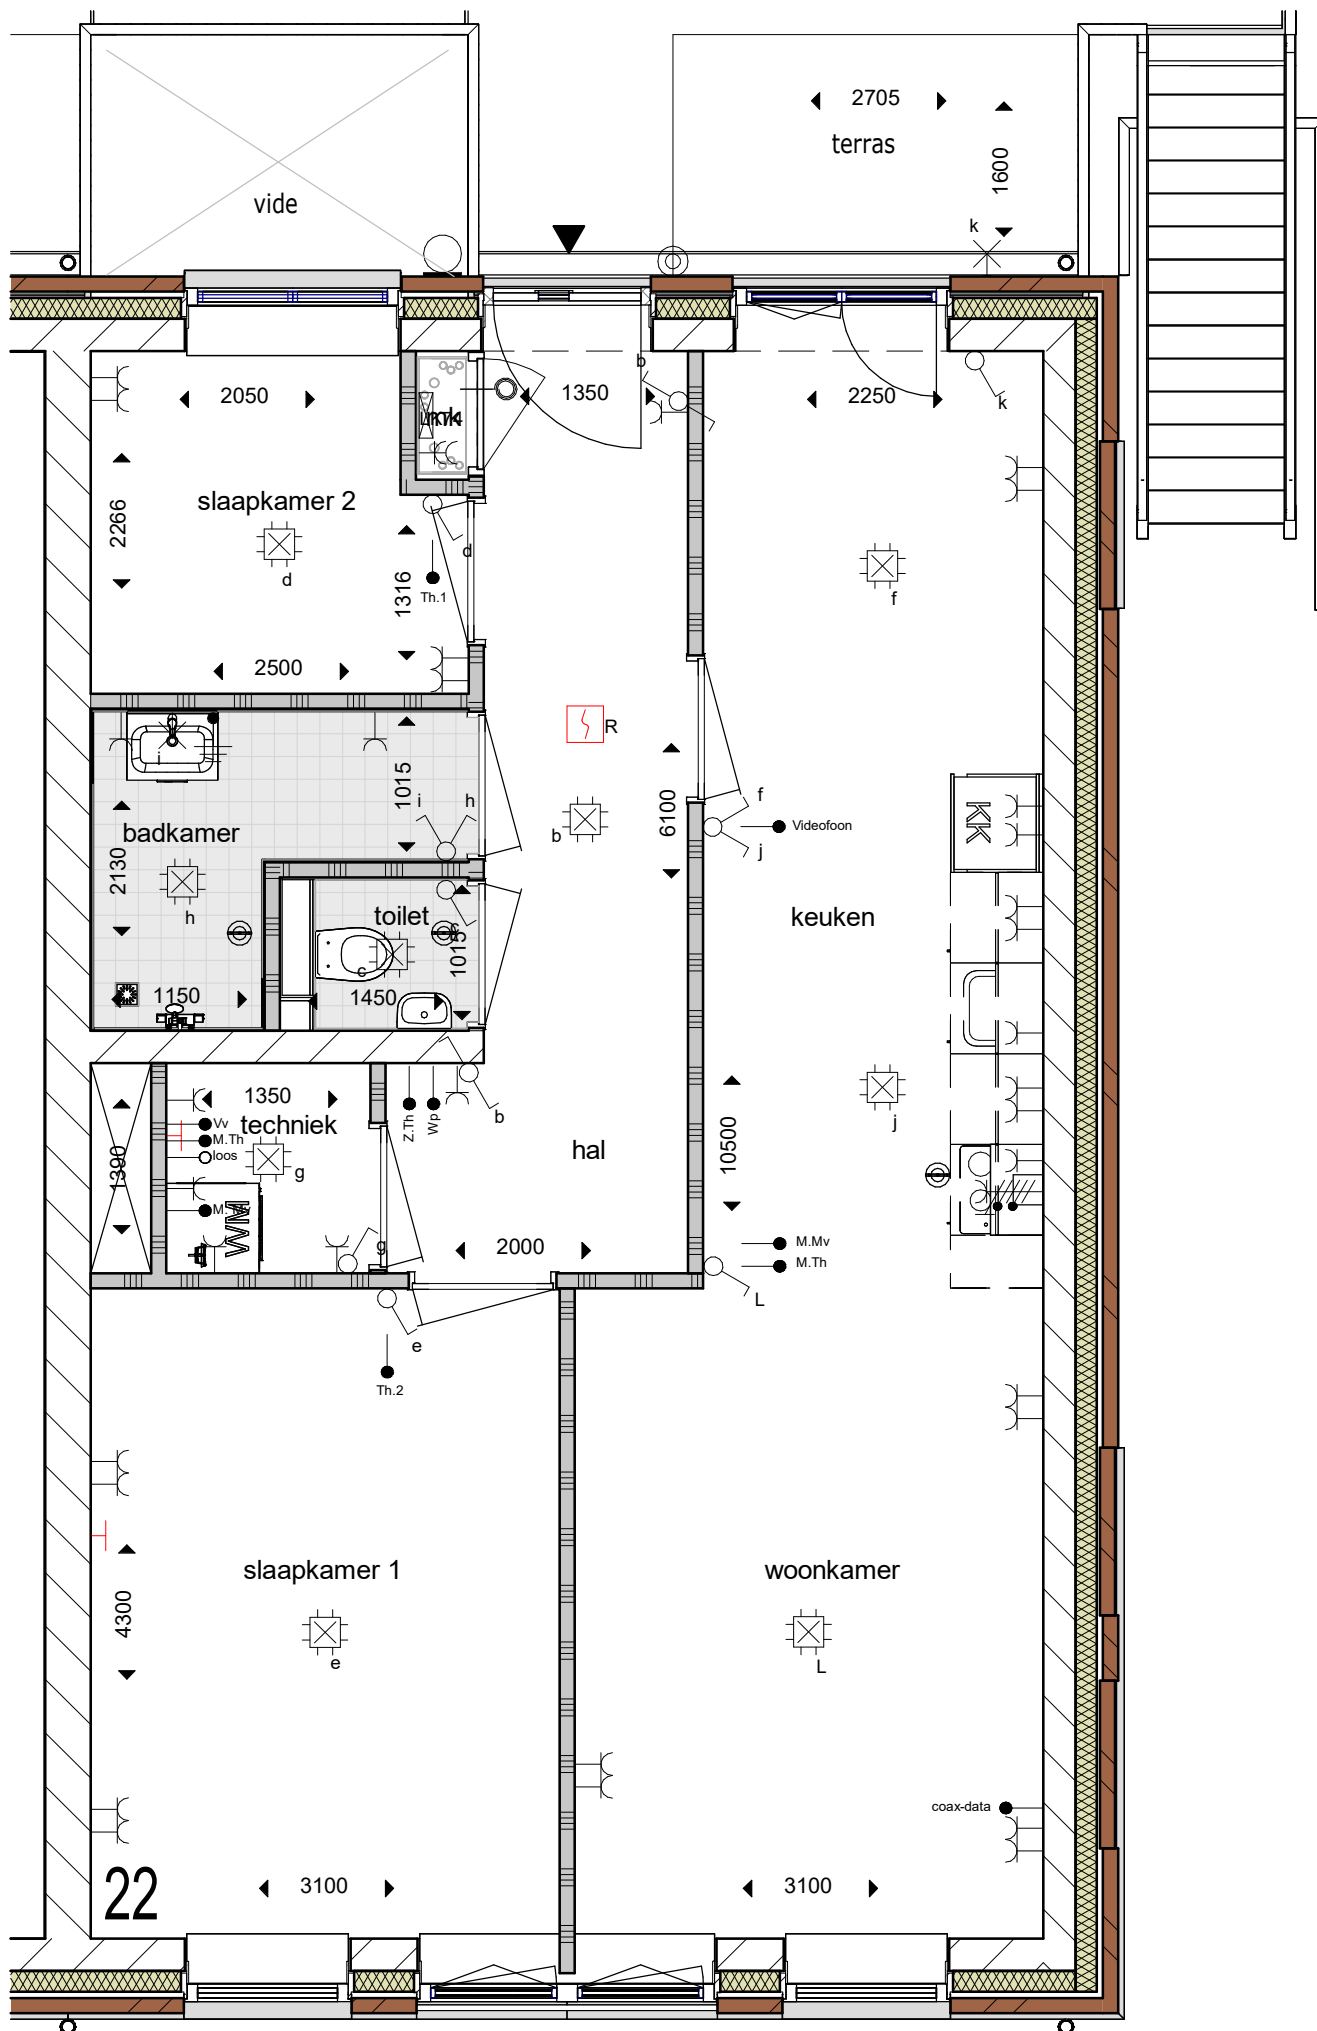 2705
terras
1600
k
vide
b
2050
1350
2250
k
mk
slaapkamer 2
2266
d
1316
d
Th.1
f
2500
R
i
1015
i
h
6100
b
f
j
Videofoon
KK
badkamer
2130
h
toilet
c
c
1015
keuken
1150
1450
1350
techniek
Vv
M.Th
loos
g
M. Mv
WM
1390
Z.Th
Wp
b
hal
j
10500
g
2000
M.Mv
M.Th
L
e
Th.2
slaapkamer 1
woonkamer
4300
e
L
coax-data
22
3100
3100